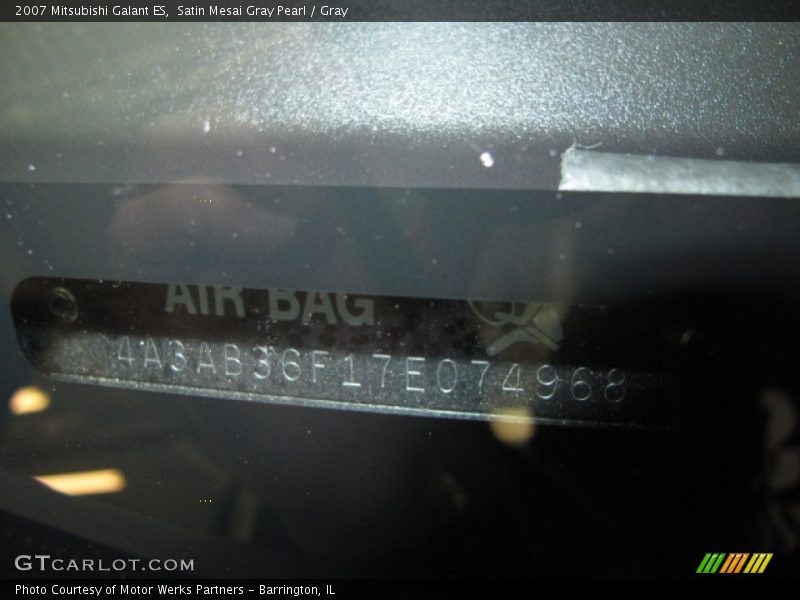 2007 Mitsubishi Galant ES, Satin Mesai Gray Pearl / Gray
AIR BAG
4A3AB36F17E074968
GTCARLOT.COM
Photo Courtesy of Motor Werks Partners - Barrington, IL